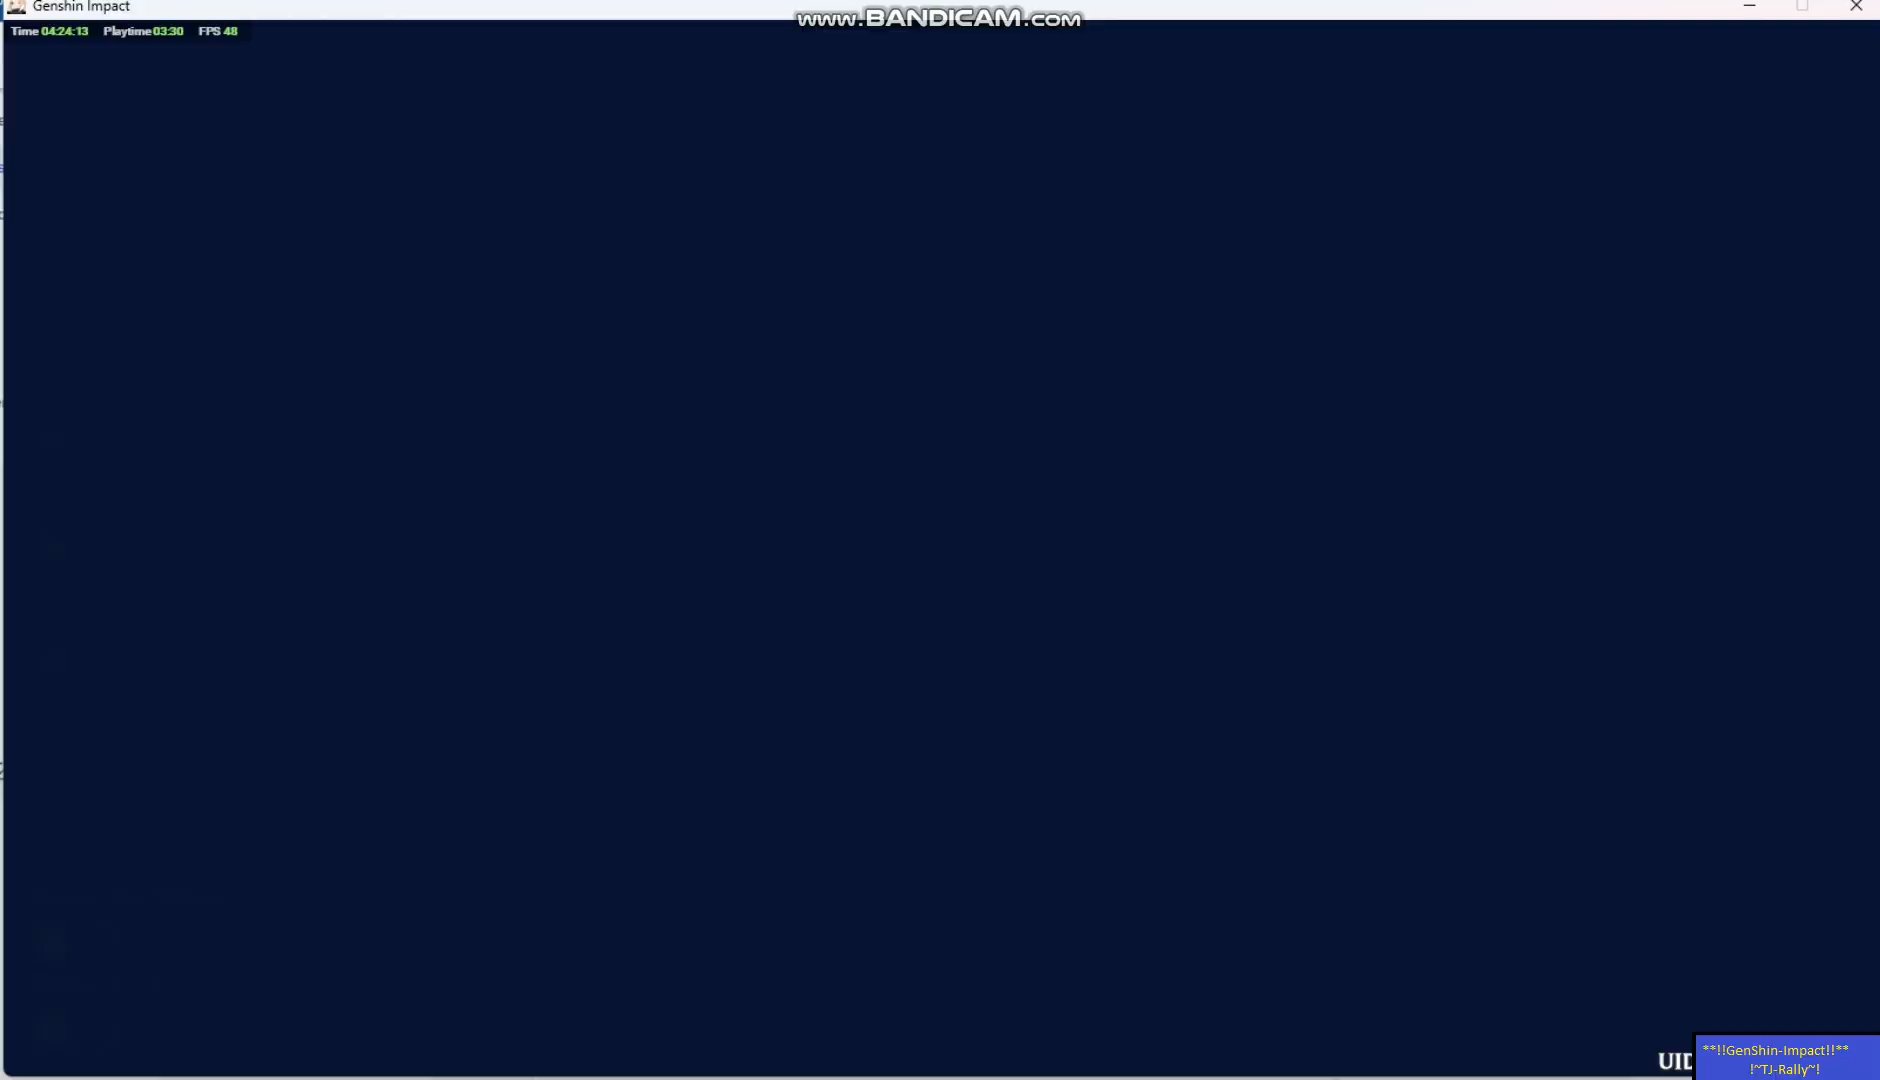 Genshin Impact
www.BANDICAM.com
Time 04:24:13 Playtime 03:30 FPS 48
UID
**!!GenShin-Impact!!**
!~TJ-Rally~!